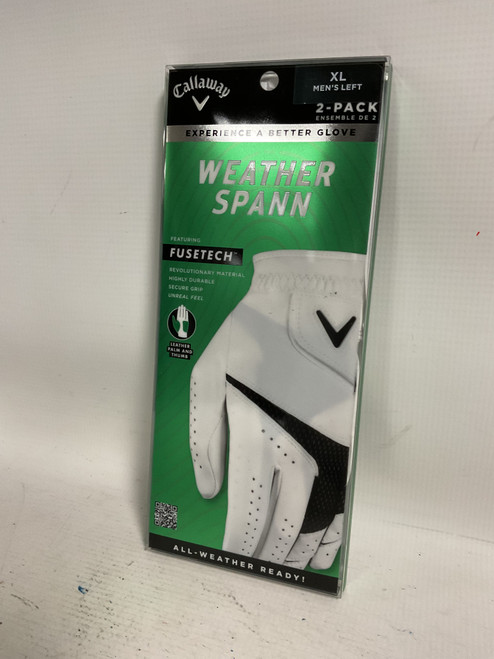 Callaway
XL
MEN'S LEFT
2-PACK
ENSEMBLE DE 2
EXPERIENCE A BETTER GLOVE
WEATHER
SPANN
FEATURING
FUSETECH™
REVOLUTIONARY MATERIAL
HIGHLY DURABLE
SECURE GRIP
UNREAL FEEL
LEATHER
PALM AND
THUMB
ALL-WEATHER READY!